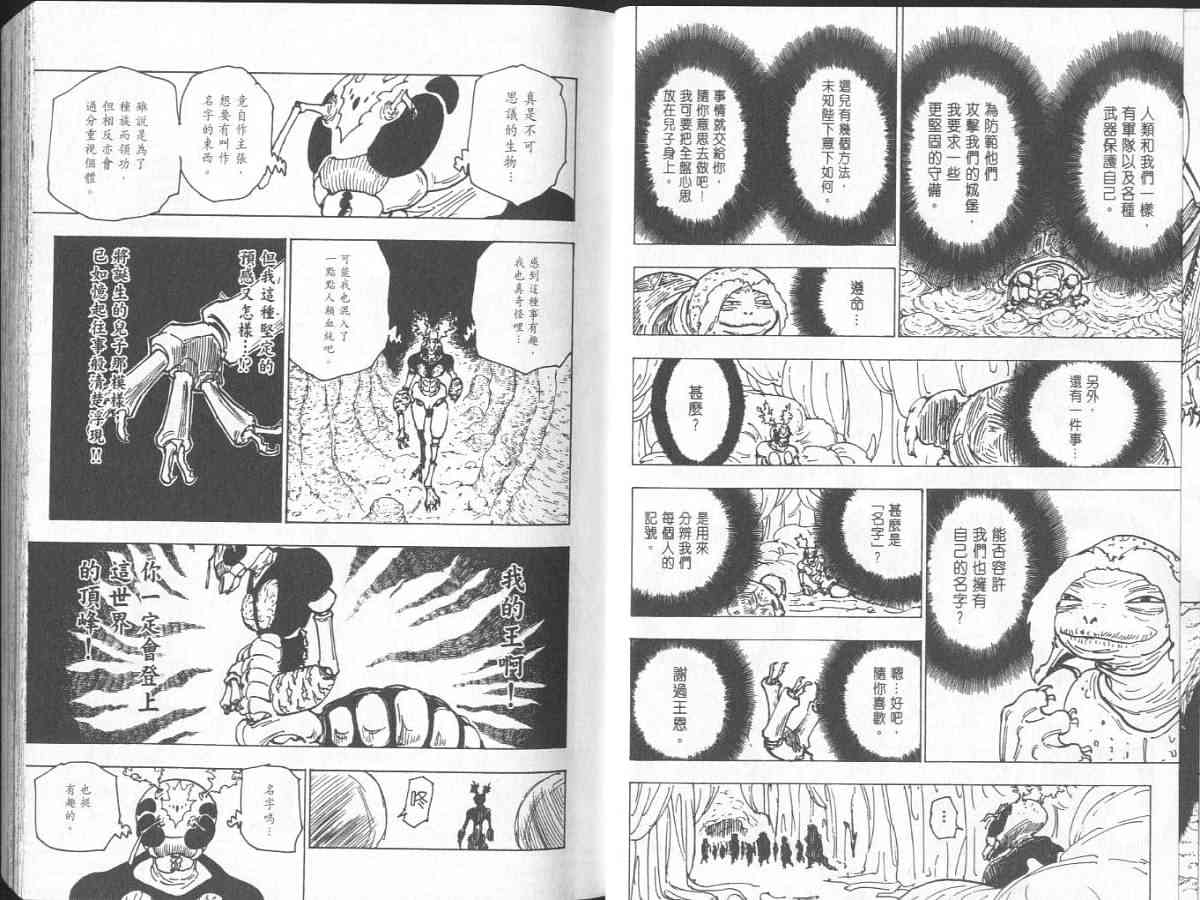 人類和我們一樣，
有軍隊以及各種
武器保護自己。
為防範他們
攻擊我們的城堡，
我要求一些
更堅固的守備。
還兒有幾個方法，
未知陛下意下如何。
事情就交給你，
隨你意思去做吧！
我可要把全盤心思
放在兒子身上。
遵命…
另外，
還有一件事…
甚麼？
能否容許
我們也擁有
自己的名字？
甚麼是
「名字」？
是用來
分辨我們
每個人的
記號。
嗯…好吧，
隨你喜歡。
謝過王恩。
…
真是不可
思議的生物…
竟自作主張，
想要有叫作
名字的東西。
雖說是為了
種族而領功，
但相反亦會
過分重視個體。
感到這種事有趣，
我也真奇怪哩…
可能我也混入了
一點點人類血統吧。
但我這種堅定的
預感又怎樣…!?
將誕生的兒子那模樣，
已如憶起往事般清楚浮現!!
我的王啊！
你一定會登上
這世界
的頂峰！
咚
名字嗎…
也挺
有趣的。